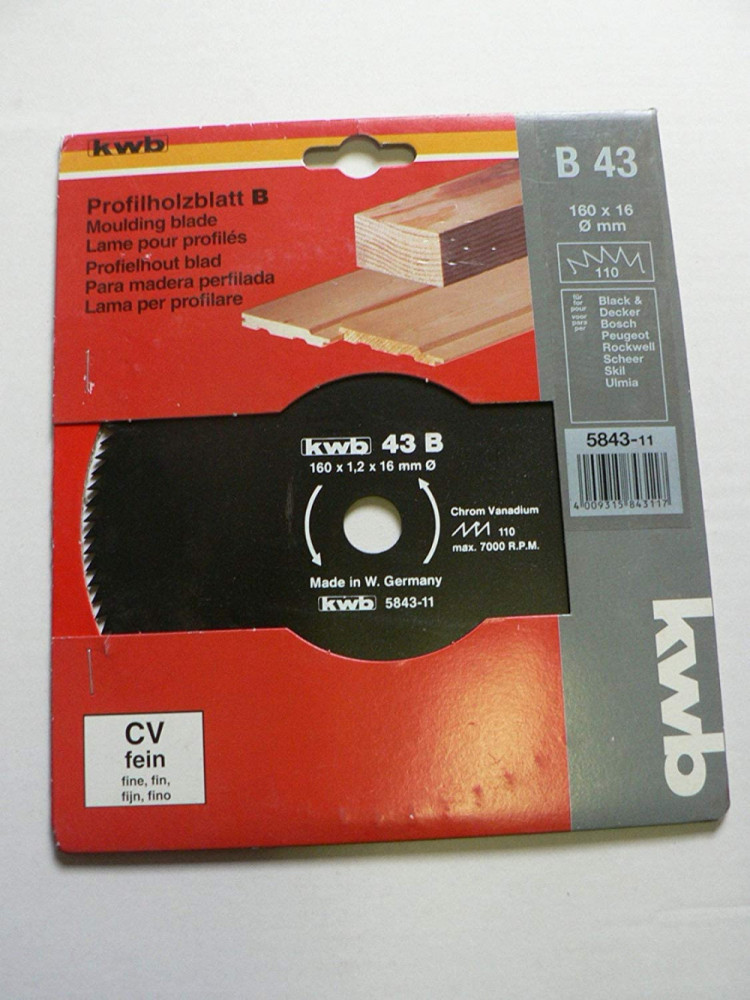 kwb
Profilholzblatt B
Moulding blade
Lame pour profilés
Profielhout blad
Para madera perfilada
Lama per profilare
B 43
160 x 16
Ø mm
110
für
for
pour
voor
para
per
Black &
Decker
Bosch
Peugeot
Rockwell
Scheer
Skil
Ulmia
5843-11
4 009315 843117
kwb 43 B
160 x 1,2 x 16 mm Ø
Chrom Vanadium
110
max. 7000 R.P.M.
Made in W. Germany
kwb 5843-11
kwb
CV
fein
fine, fin,
fijn, fino